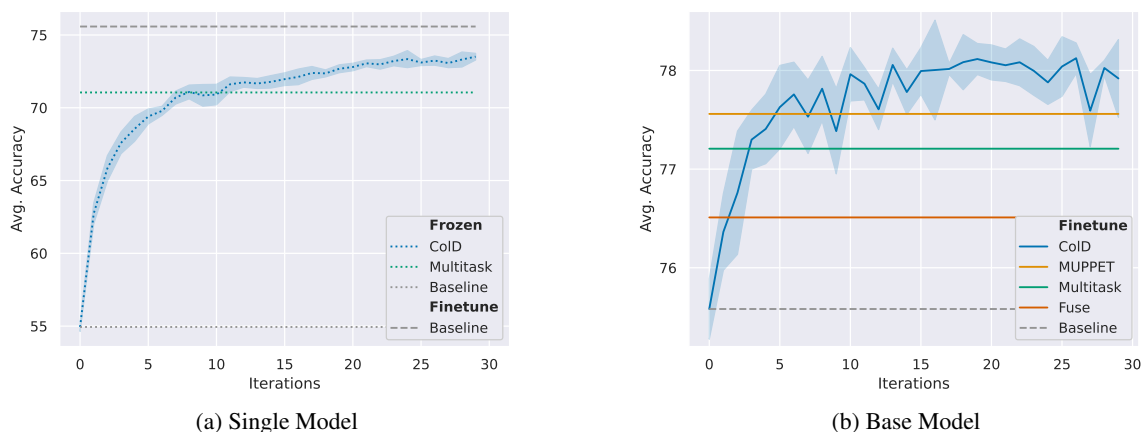 75
70
65
60
55
Avg. Accuracy
Frozen
ColD
Multitask
Baseline
Finetune
Baseline
0 5 10 15 20 25 30
Iterations
(a) Single Model
78
77
76
Avg. Accuracy
Finetune
ColD
MUPPET
Multitask
Fuse
Baseline
0 5 10 15 20 25 30
Iterations
(b) Base Model